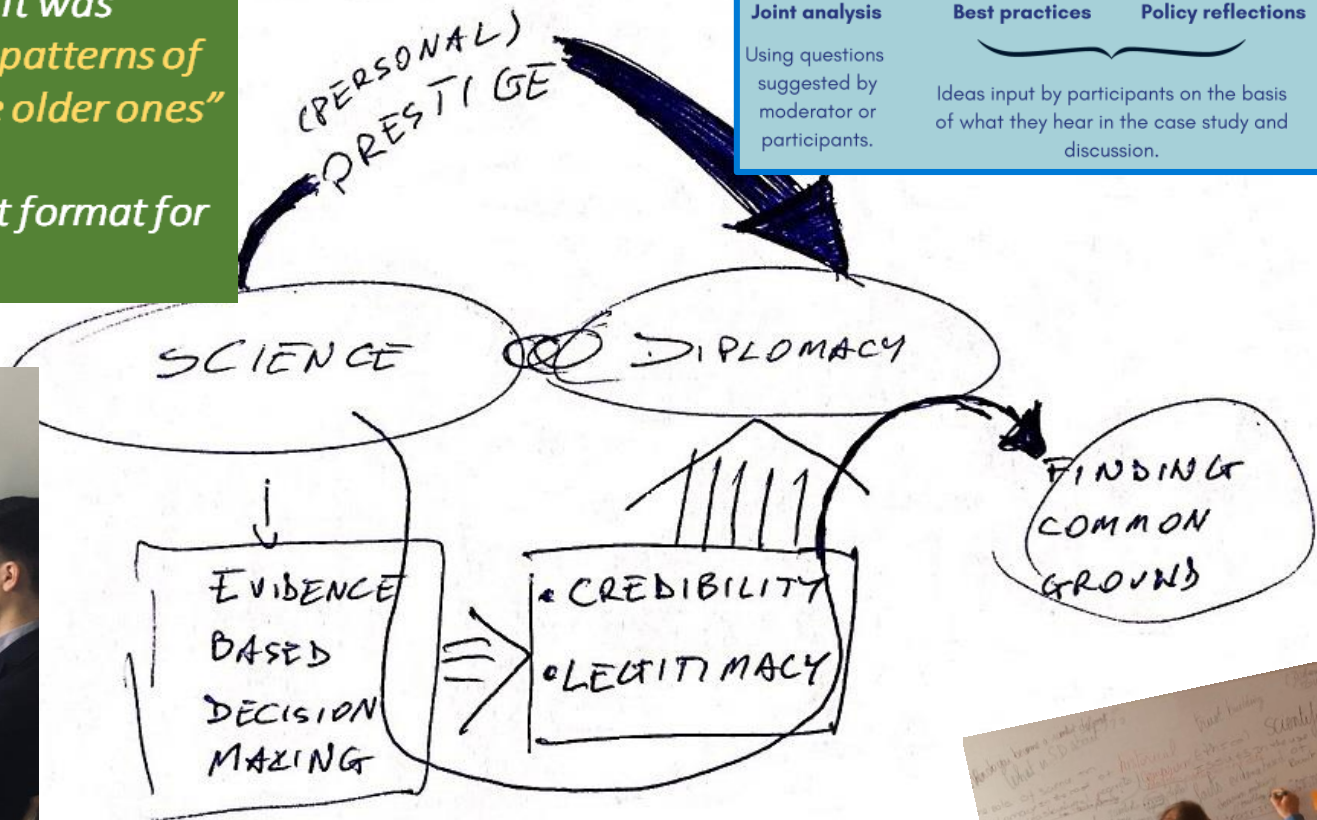 it was
patterns of
older ones”
t format for
Joint analysis
Using questions
suggested by
moderator or
participants.
Best practices Policy reflections
Ideas input by participants on the basis
of what they hear in the case study and
discussion.
(PERSONAL)
PRESTIGE
SCIENCE
DIPLOMACY
EVIDENCE
BASED
DECISION
MAKING
• CREDIBILITY
• LEGITIMACY
FINDING
COMMON
GROUND